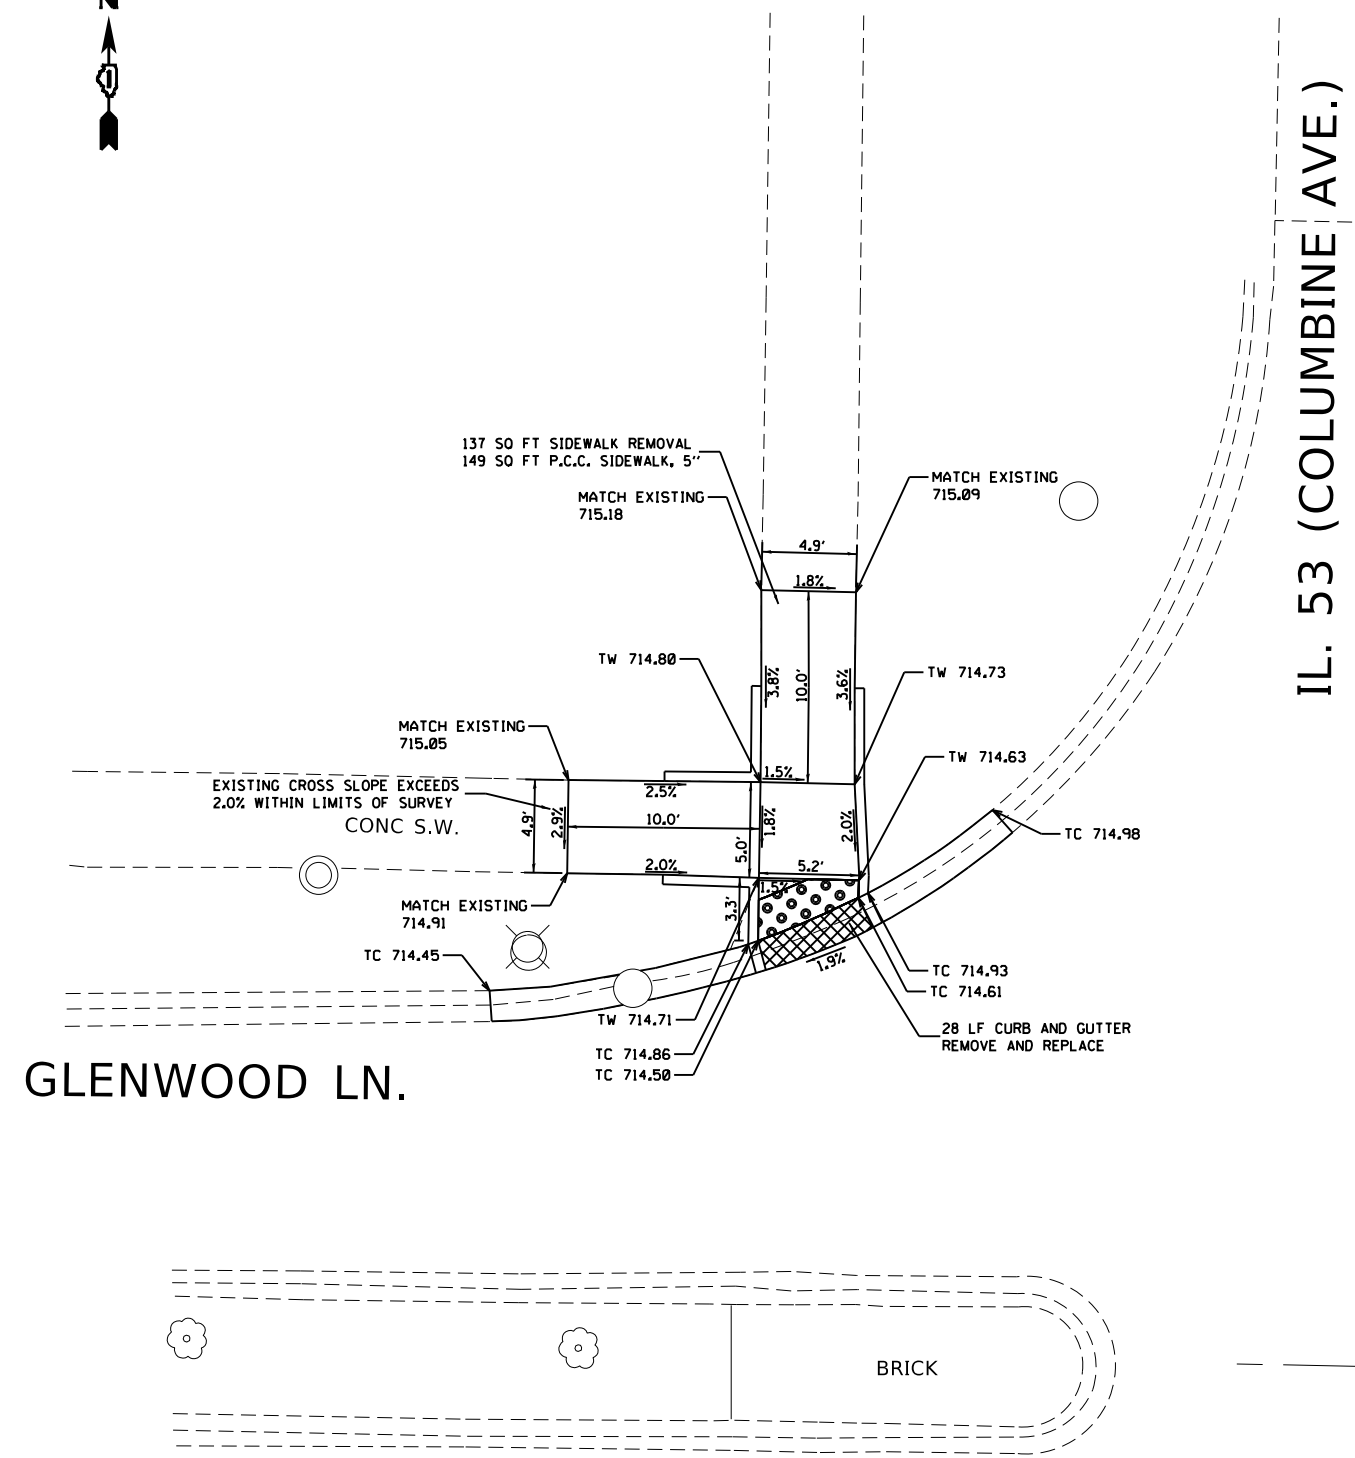 N
IL. 53 (COLUMBINE AVE.)
137 SQ FT SIDEWALK REMOVAL
149 SQ FT P.C.C. SIDEWALK, 5"
MATCH EXISTING
715.18
MATCH EXISTING
715.09
4.9'
1.8%
TW 714.80
3.8%
10.0'
3.6%
TW 714.73
MATCH EXISTING
715.05
TW 714.63
1.5%
EXISTING CROSS SLOPE EXCEEDS
2.0% WITHIN LIMITS OF SURVEY
2.5%
CONC S.W.
4.9'
2.9%
10.0'
1.8%
2.0%
TC 714.98
5.0'
2.0%
5.2'
1.5%
MATCH EXISTING
714.91
3.3'
TC 714.45
1.9%
TC 714.93
TC 714.61
TW 714.71
28 LF CURB AND GUTTER
REMOVE AND REPLACE
TC 714.86
TC 714.50
GLENWOOD LN.
BRICK